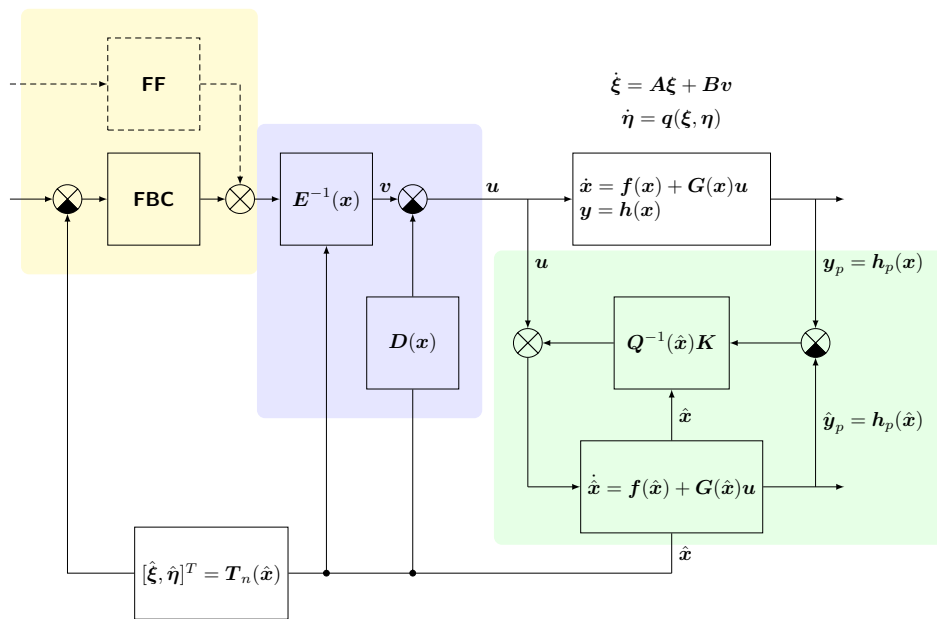 FF
ξ̇ = Aξ + Bv
η̇ = q(ξ, η)
FBC
E⁻¹(x)
v
u
ẋ = f(x) + G(x)u
y = h(x)
u
y_p = h_p(x)
D(x)
Q⁻¹(x̂)K
x̂
ŷ_p = h_p(x̂)
x̂̇ = f(x̂) + G(x̂)u
x̂
[ξ̂, η̂]ᵀ = T_n(x̂)